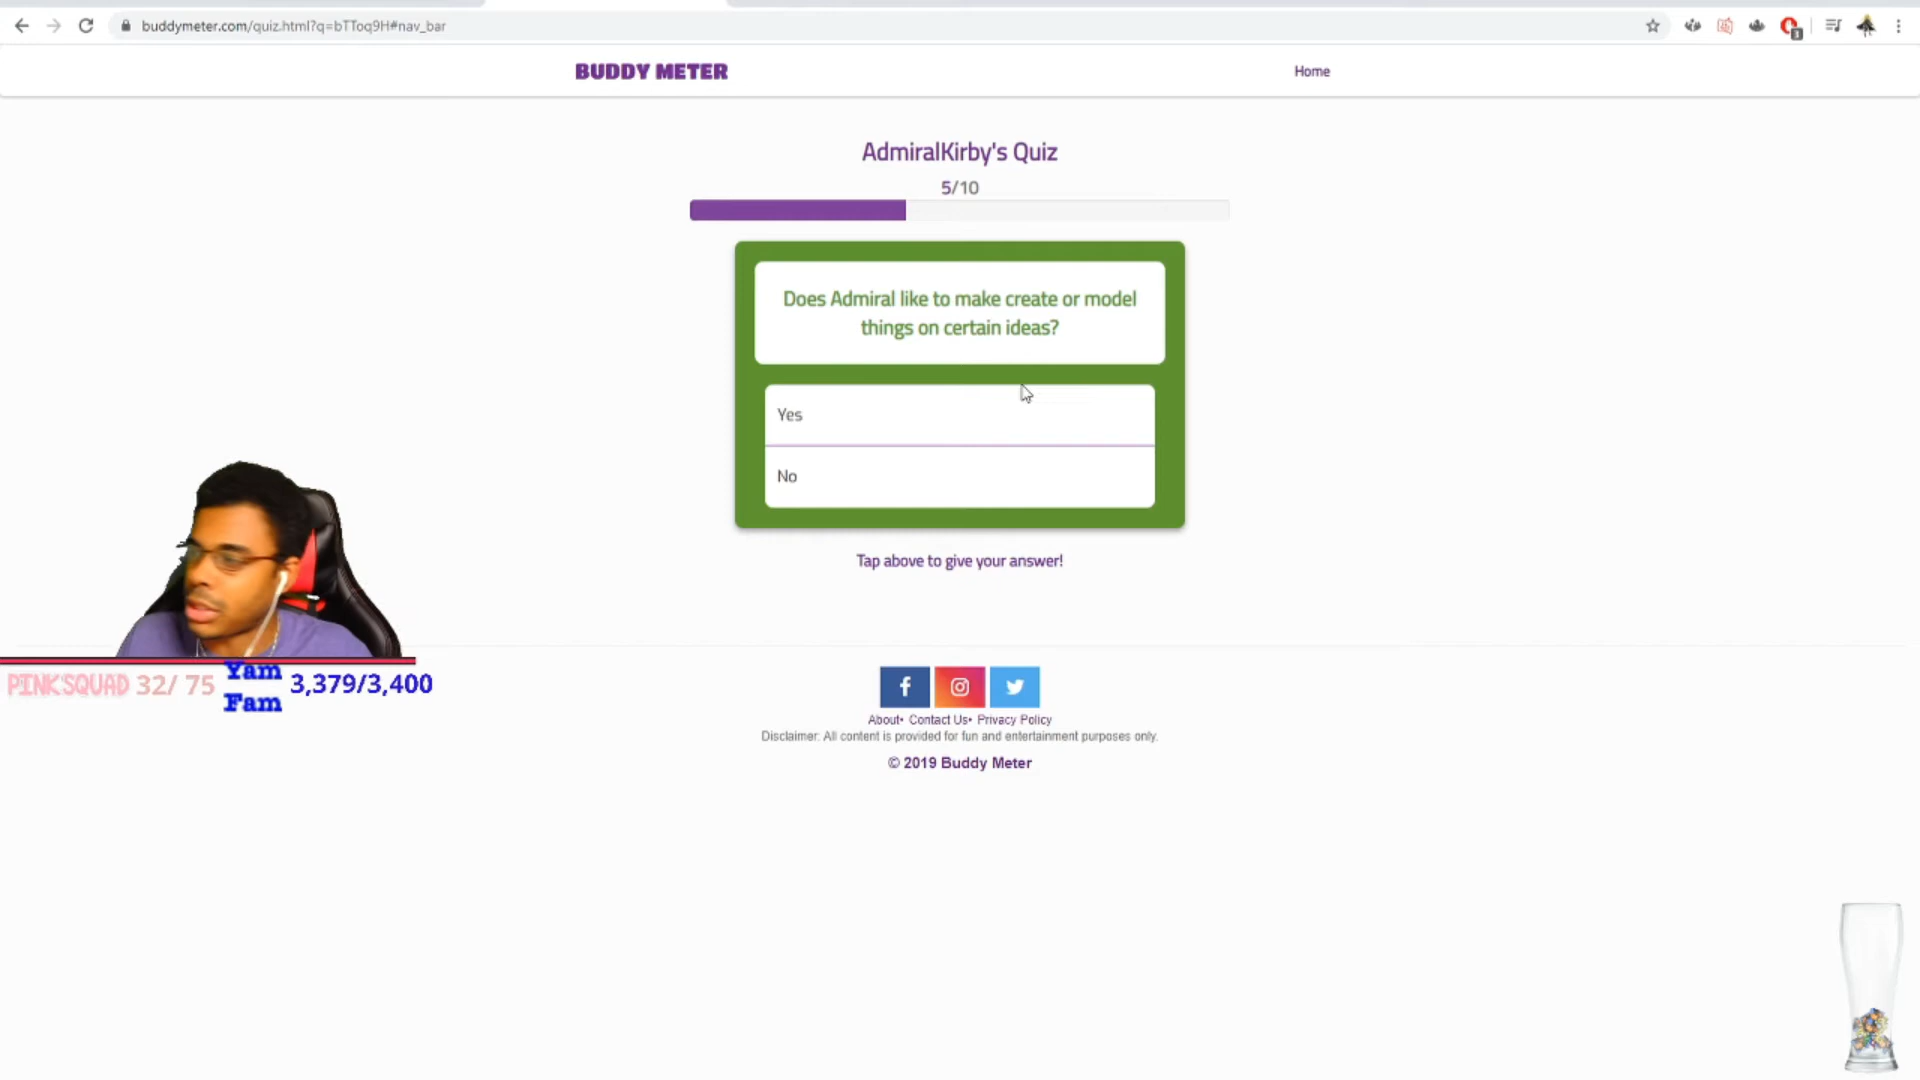 buddymeter.com/quiz.html?q=bTToq9H#nav_bar
3
BUDDY METER
Home
AdmiralKirby's Quiz
5/10
Does Admiral like to make create or model
things on certain ideas?
Yes
No
Tap above to give your answer!
PINK SQUAD 32/ 75
Yam
Fam
3,379/3,400
About• Contact Us• Privacy Policy
Disclaimer: All content is provided for fun and entertainment purposes only.
© 2019 Buddy Meter